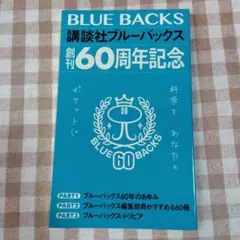 BLUE BACKS
講談社ブルーバックス
創刊60周年記念
科学を あなたの
ポケットに
BLUE BACKS
60
PART1 ブルーバックス60年のあゆみ
PART2 ブルーバックス編集部員がすすめる60冊
PART3 ブルーバックス・トリビア